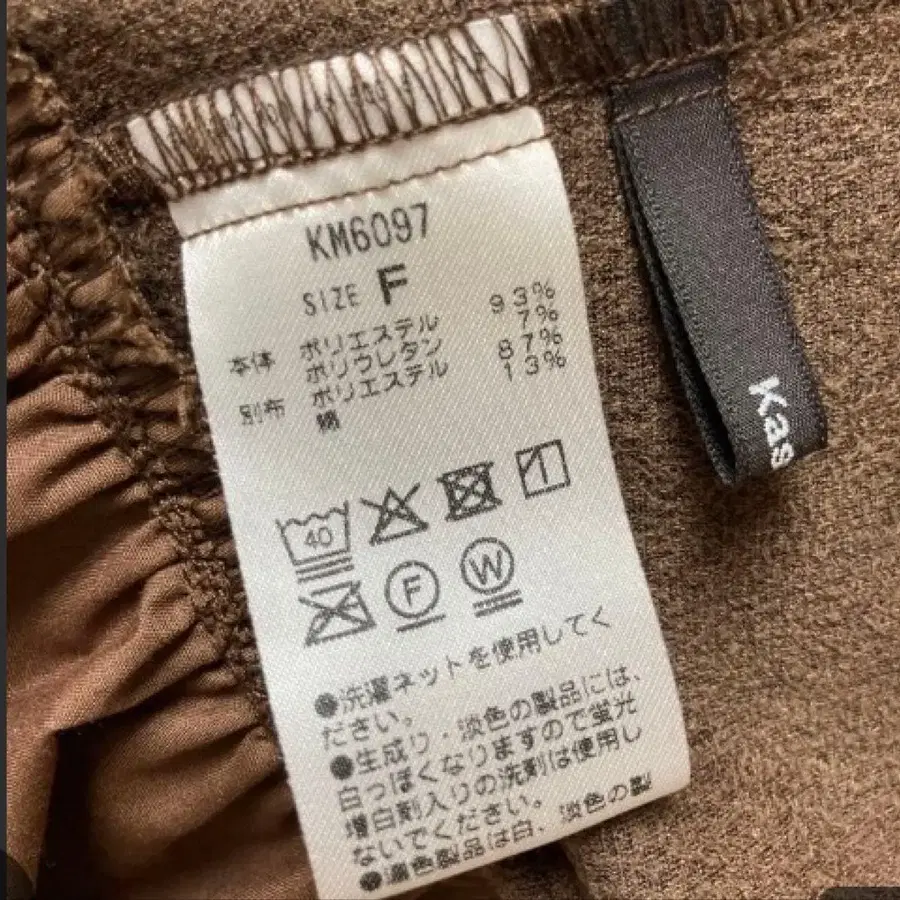 KM6097
SIZE F
本体 ポリエステル 93%
ポリウレタン 7%
別布 ポリエステル 87%
綿 13%
40
F W
●洗濯ネットを使用してく
ださい。
●生成り・淡色の製品には、
白っぽくなりますので蛍光
増白剤入りの洗剤は使用し
ないでください。
●濃色製品は白、淡色の製
Kas